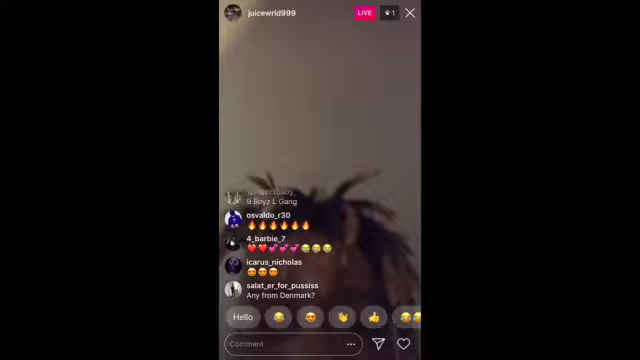 juicewrld999
LIVE
1
9 Boyz L Gang
osvaldo_r30
🔥🔥🔥🔥🔥🔥
4_barbie_7
❤️❤️💕💕💕😭😭😭
icarus_nicholas
😍😍😍
salat_er_for_pussiss
Any from Denmark?
Hello
😂
😍
👋
👍
😂😂
Comment